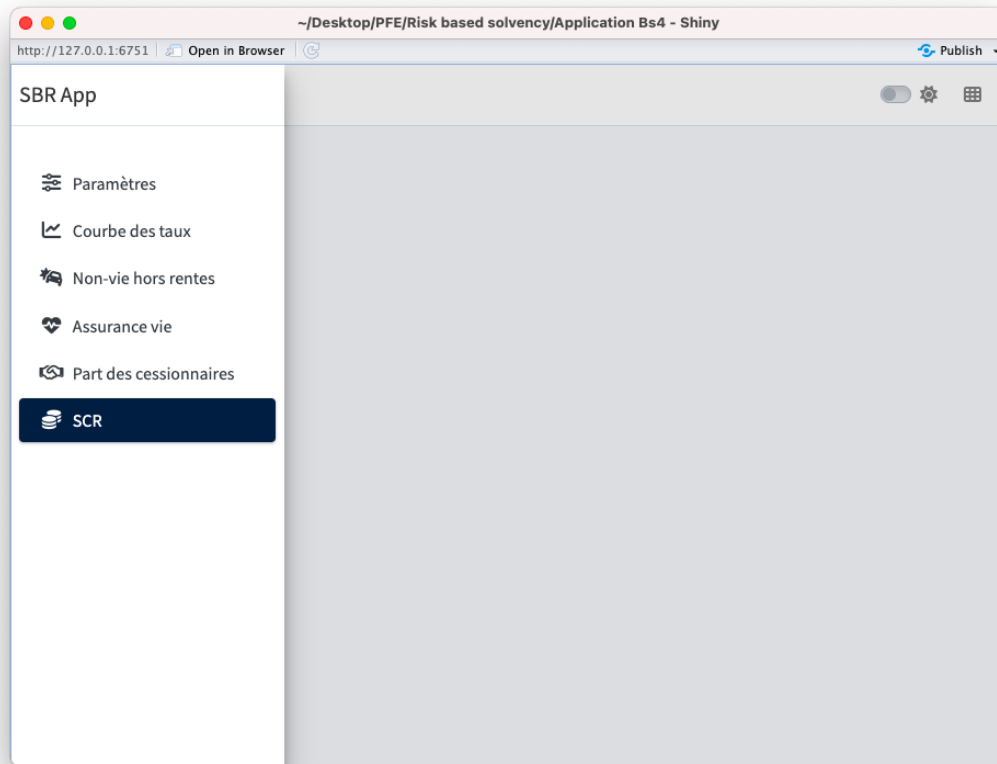 ~/Desktop/PFE/Risk based solvency/Application Bs4 - Shiny
http://127.0.0.1:6751 Open in Browser Publish
SBR App
Paramètres
Courbe des taux
Non-vie hors rentes
Assurance vie
Part des cessionnaires
SCR